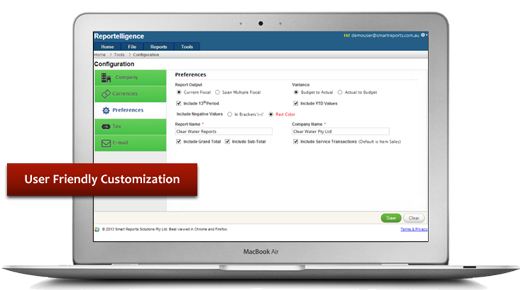 Reportelligence
Hi! demouser@smartreports.com.au
Home File Reports Tools
Home > Tools > Configuration
Configuration
Company
Currencies
Preferences
Tax
E-mail
Preferences
Report Output
Current Fiscal Span Multiple Fiscal
Include 13th Period
Include Negative Values In Brackets'(-)' Red Color
Report Name *
Clear Water Reports
Include Grand Total Include Sub Total
Variance
Budget to Actual Actual to Budget
Include YTD Values
Company Name *
Clear Water Pty Ltd
Include Service Transactions (Default is Item Sales)
User Friendly Customization
Save Clear
© 2013 Smart Reports Solutions Pty Ltd. Best viewed in Chrome and Firefox.
Terms & Privacy
MacBook Air